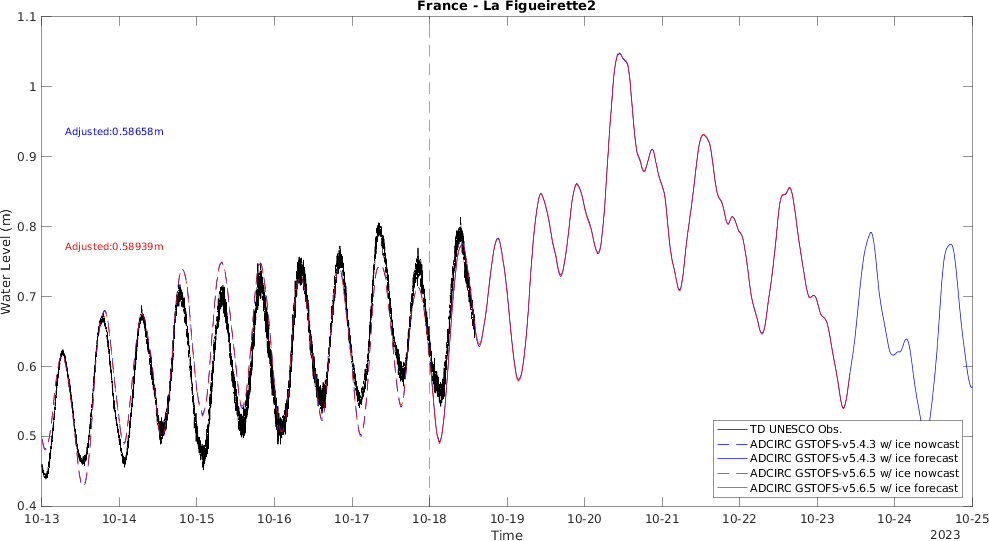 France - La Figueirette2
1.1
1
0.9
0.8
0.7
0.6
0.5
0.4
Water Level (m)
Adjusted:0.58658m
Adjusted:0.58939m
TD UNESCO Obs.
ADCIRC GSTOFS-v5.4.3 w/ ice nowcast
ADCIRC GSTOFS-v5.4.3 w/ ice forecast
ADCIRC GSTOFS-v5.6.5 w/ ice nowcast
ADCIRC GSTOFS-v5.6.5 w/ ice forecast
10-13 10-14 10-15 10-16 10-17 10-18 10-19 10-20 10-21 10-22 10-23 10-24 10-25
Time
2023